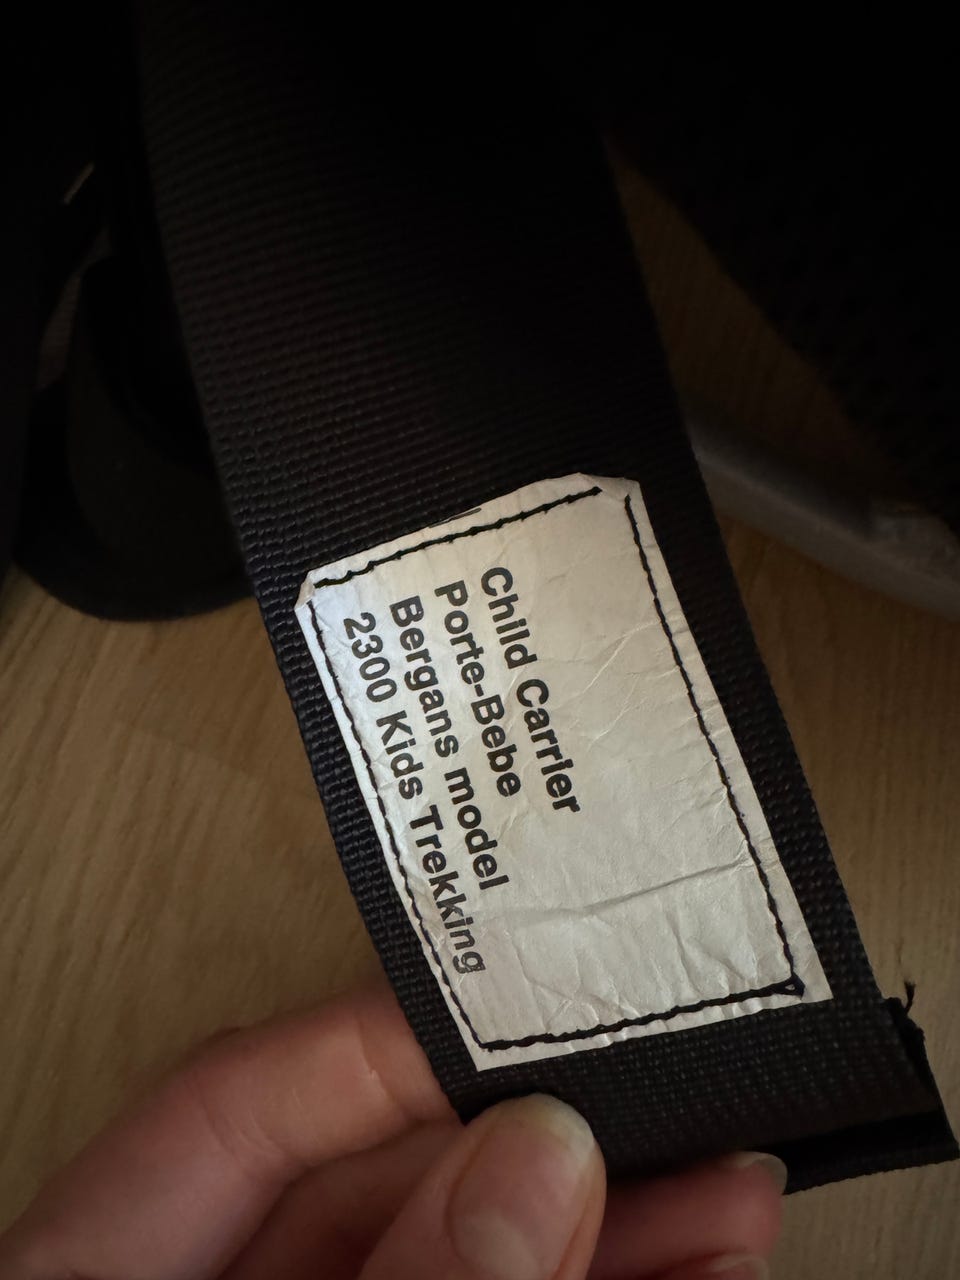 Child Carrier
Porte-Bebe
Bergans model
2300 Kids Trekking